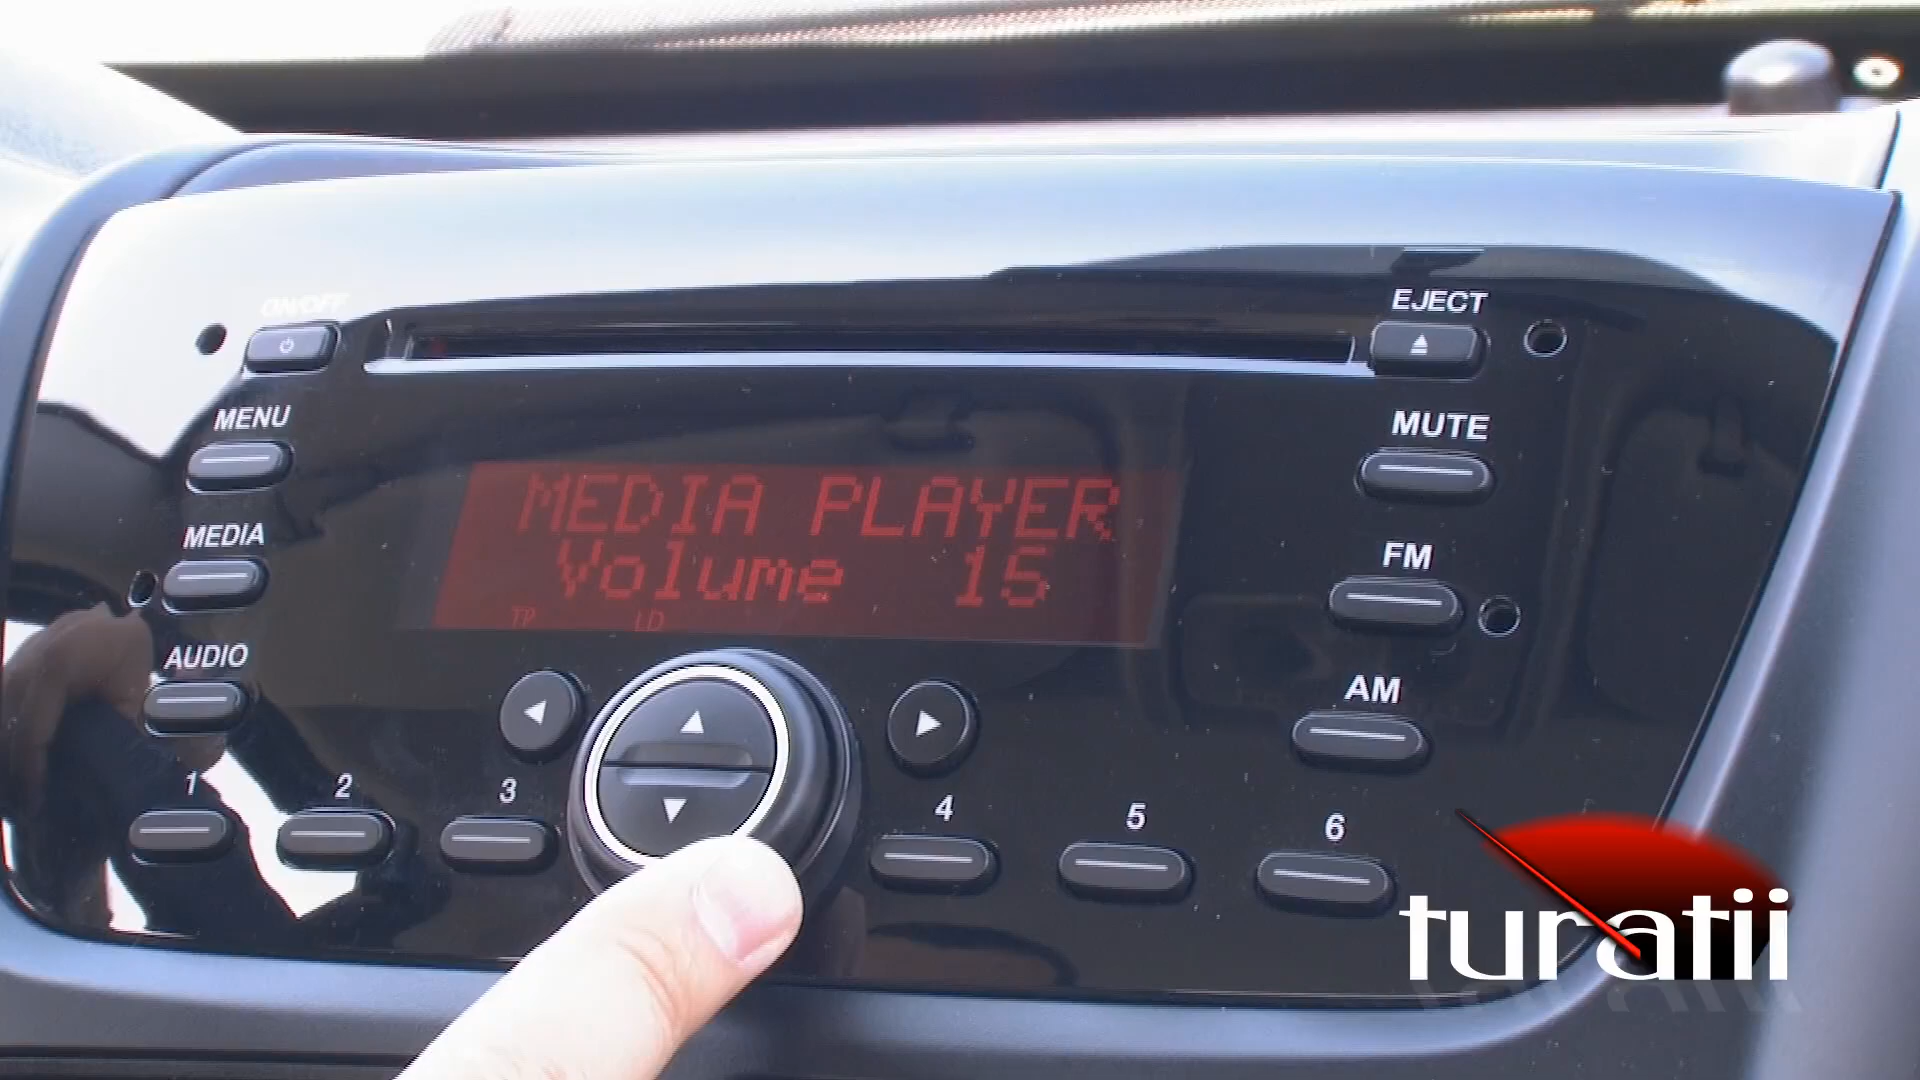 ON/OFF
EJECT
MENU
MUTE
MEDIA PLAYER
MEDIA
FM
Volume 15
TP LD
AUDIO
AM
1 2 3 4 5 6
turatii